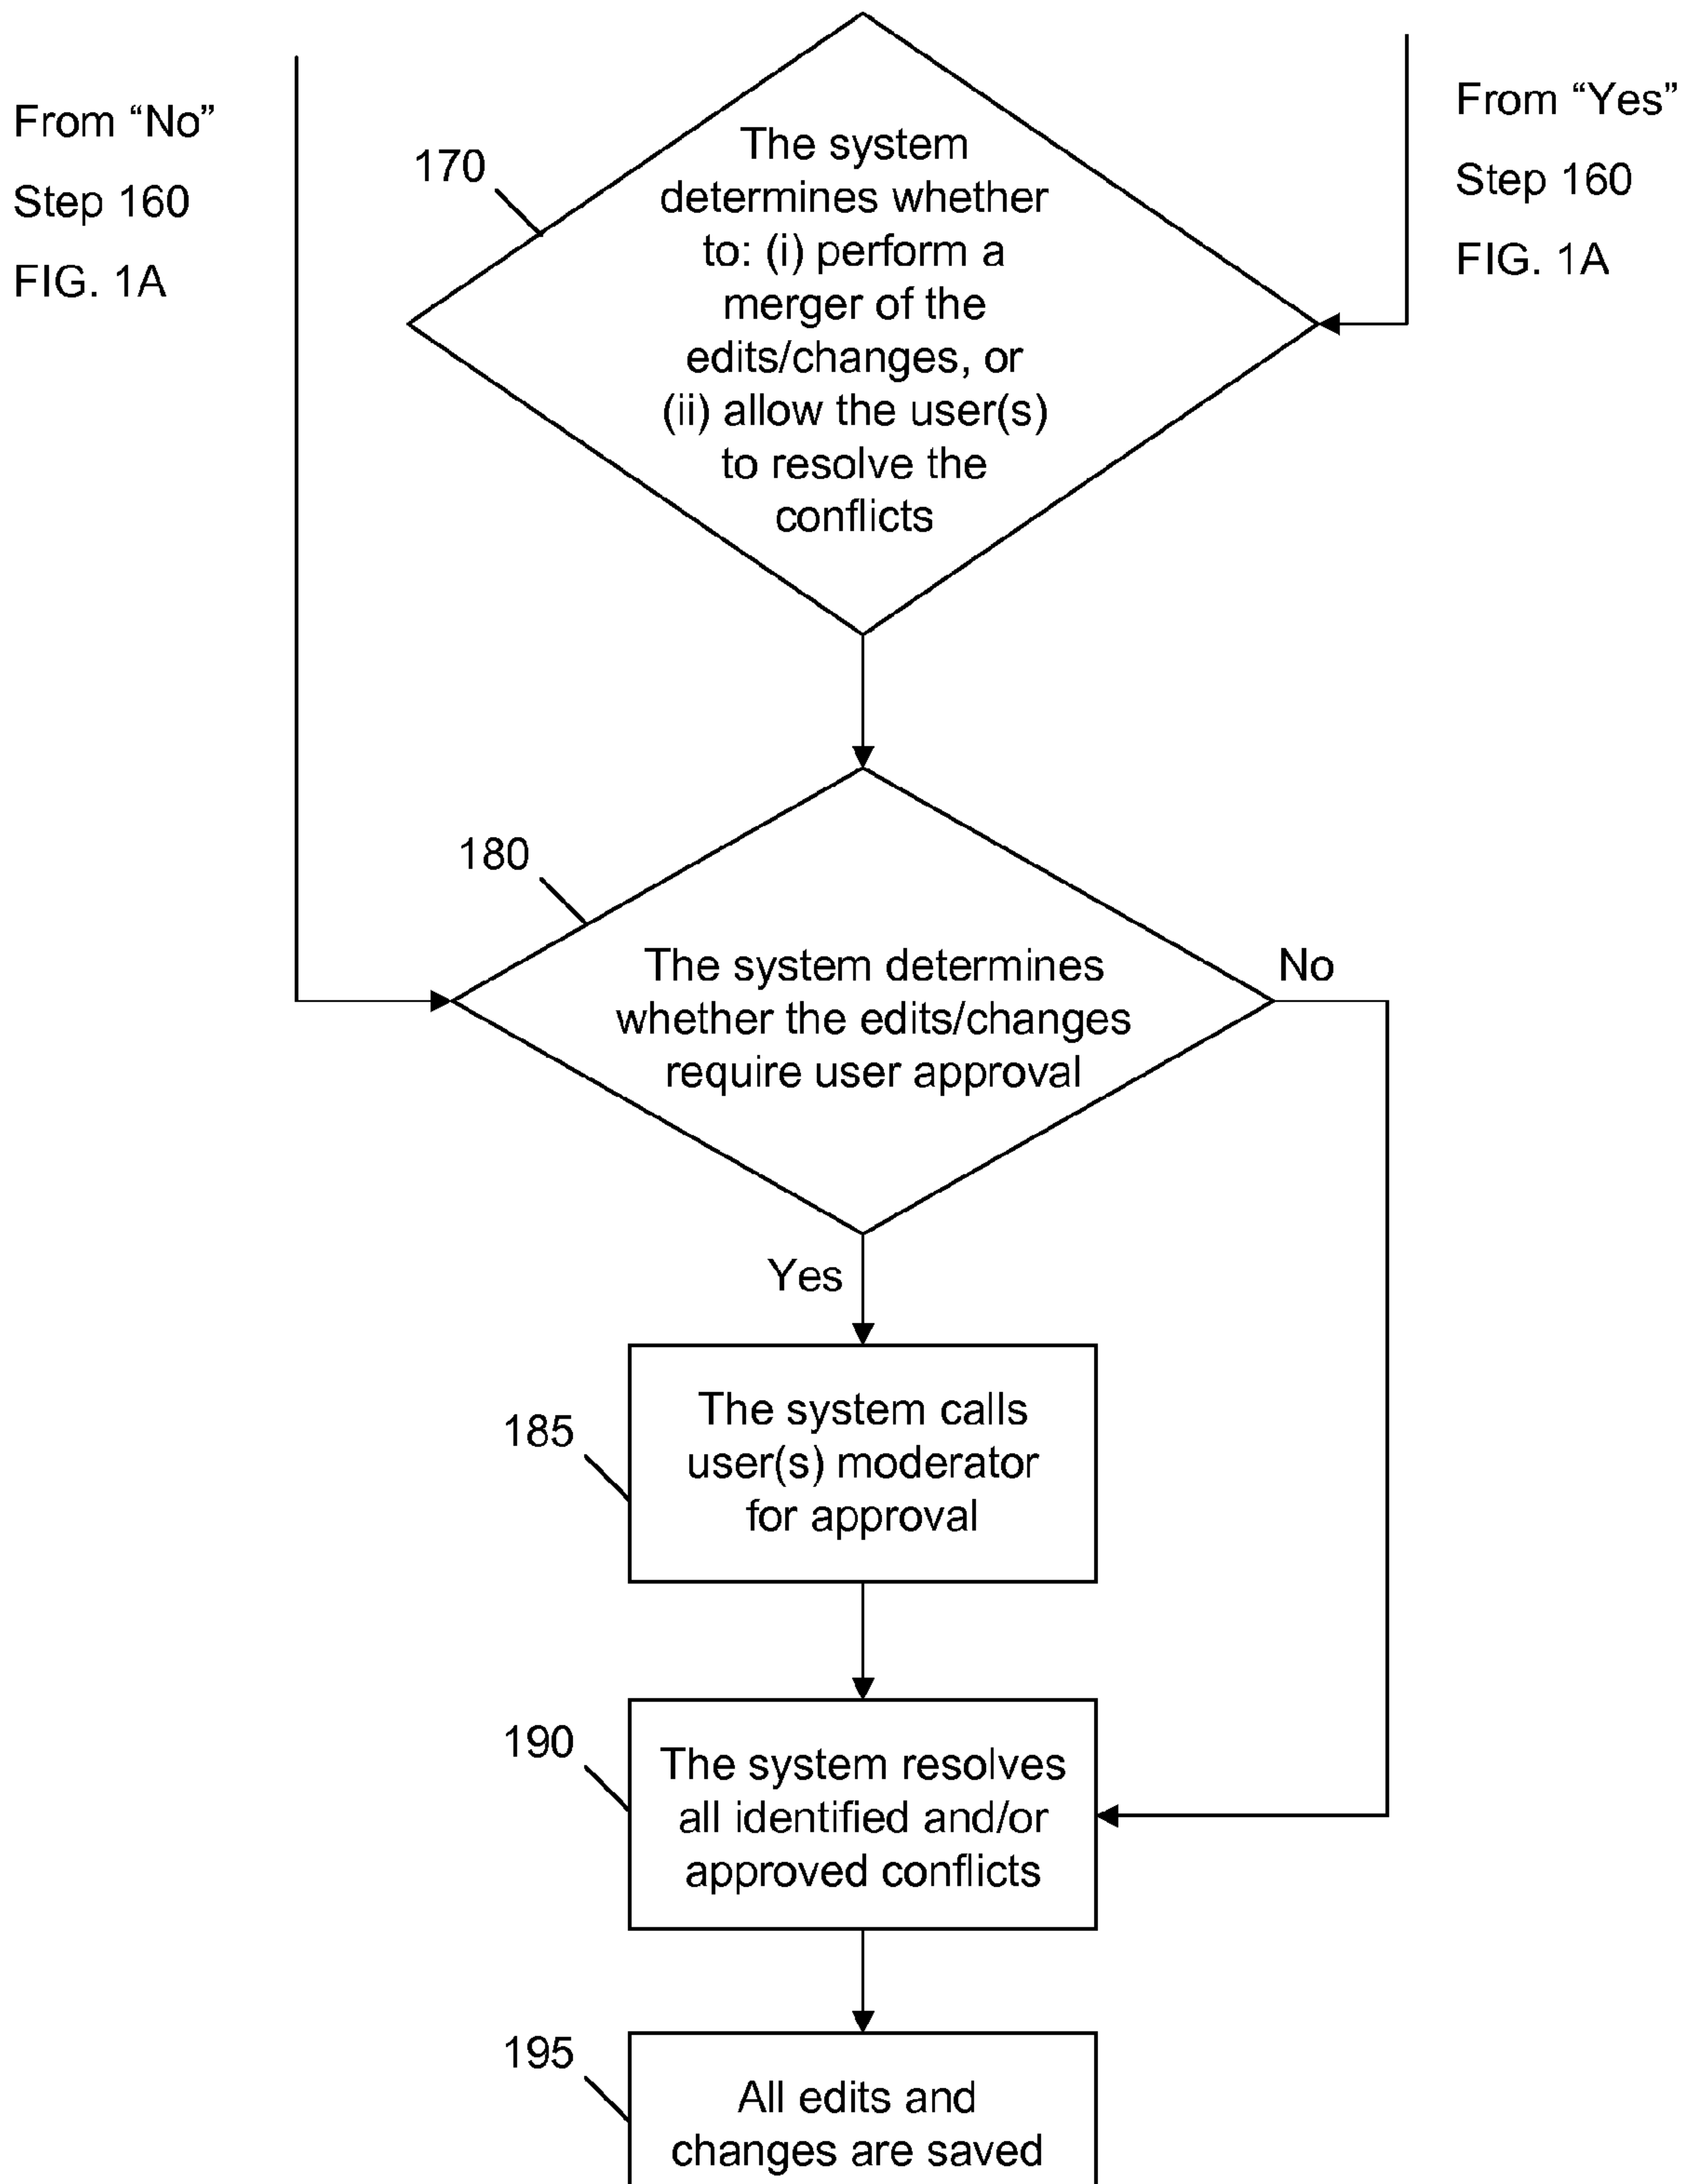 From “No”
Step 160
FIG. 1A
170
The system
determines whether
to: (i) perform a
merger of the
edits/changes, or
(ii) allow the user(s)
to resolve the
conflicts
From “Yes”
Step 160
FIG. 1A
180
The system determines
whether the edits/changes
require user approval
No
Yes
185
The system calls
user(s) moderator
for approval
190
The system resolves
all identified and/or
approved conflicts
195
All edits and
changes are saved